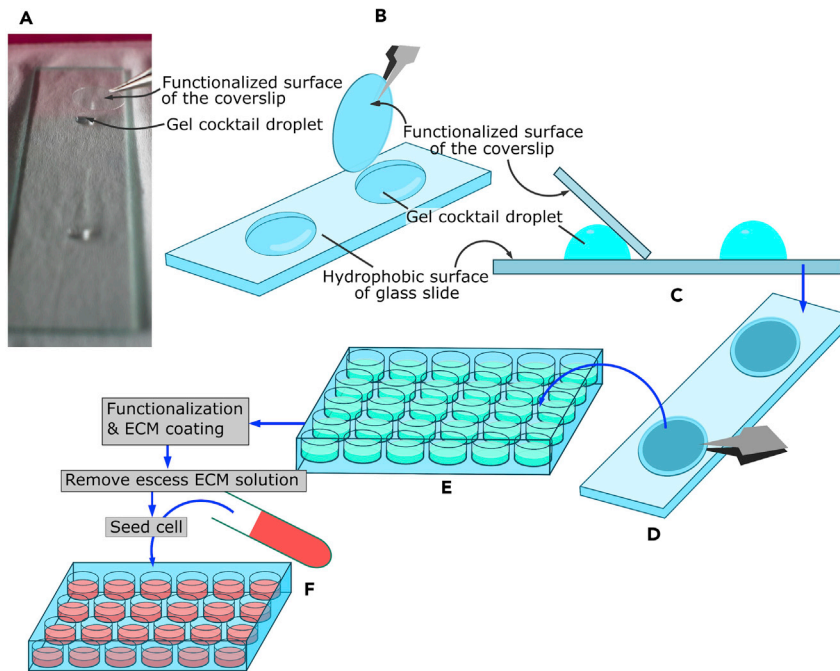 A
B
Functionalized surface
of the coverslip
Gel cocktail droplet
Functionalized surface
of the coverslip
Gel cocktail droplet
Hydrophobic surface
of glass slide
C
Functionalization
& ECM coating
Remove escess ECM solution
E
Seed cell
D
F